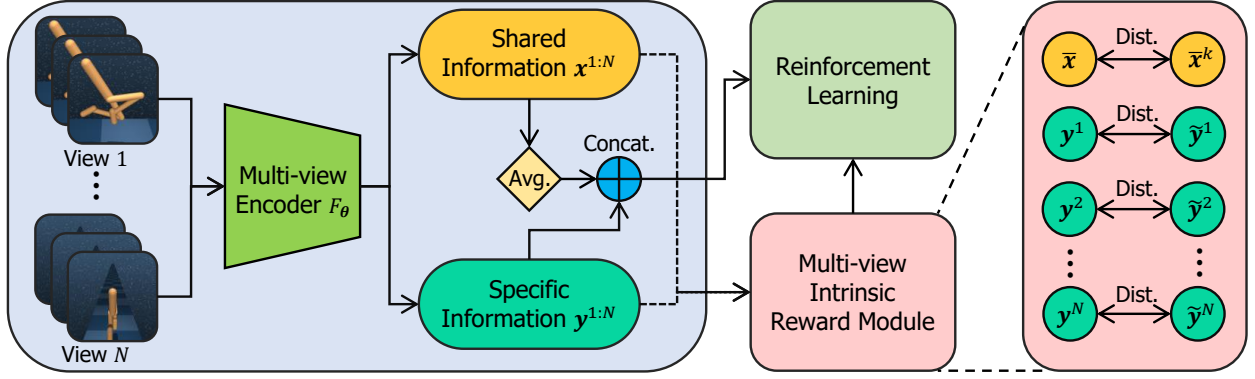 View 1
View N
Multi-view
Encoder F_θ
Shared
Information x^{1:N}
Avg.
Concat.
Specific
Information y^{1:N}
Reinforcement
Learning
Multi-view
Intrinsic
Reward Module
x̅ Dist. x̅^k
y^1 Dist. ỹ^1
y^2 Dist. ỹ^2
y^N Dist. ỹ^N